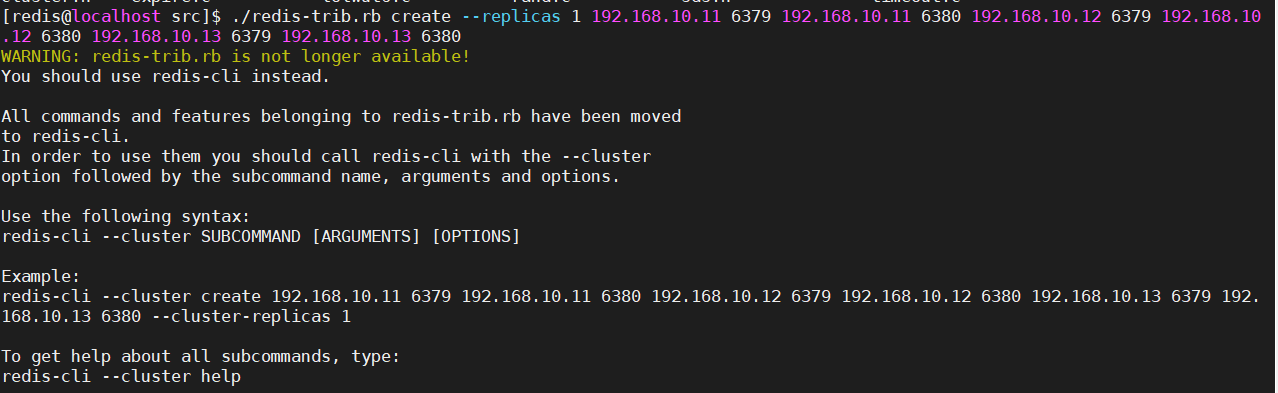 [redis@localhost src]$ ./redis-trib.rb create --replicas 1 192.168.10.11 6379 192.168.10.11 6380 192.168.10.12 6379 192.168.10
.12 6380 192.168.10.13 6379 192.168.10.13 6380
WARNING: redis-trib.rb is not longer available!
You should use redis-cli instead.
All commands and features belonging to redis-trib.rb have been moved
to redis-cli.
In order to use them you should call redis-cli with the --cluster
option followed by the subcommand name, arguments and options.
Use the following syntax:
redis-cli --cluster SUBCOMMAND [ARGUMENTS] [OPTIONS]
Example:
redis-cli --cluster create 192.168.10.11 6379 192.168.10.11 6380 192.168.10.12 6379 192.168.10.12 6380 192.168.10.13 6379 192.
168.10.13 6380 --cluster-replicas 1
To get help about all subcommands, type:
redis-cli --cluster help